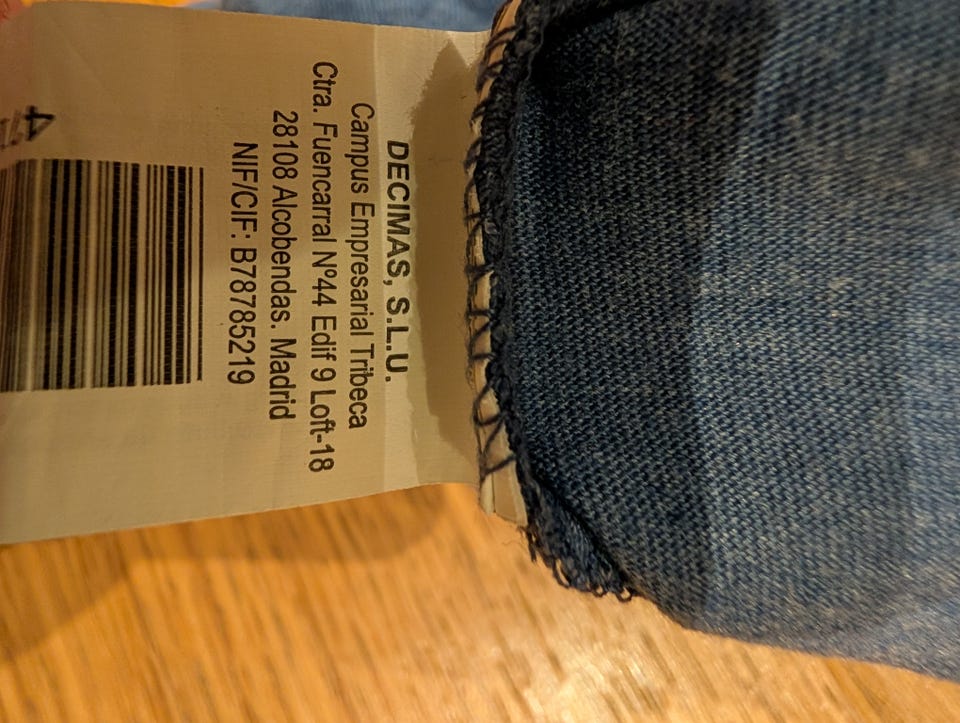 DECIMAS, S.L.U.
Campus Empresarial Tribeca
Ctra. Fuencarral Nº44 Edif 9 Loft-18
28108 Alcobendas. Madrid
NIF/CIF: B78785219